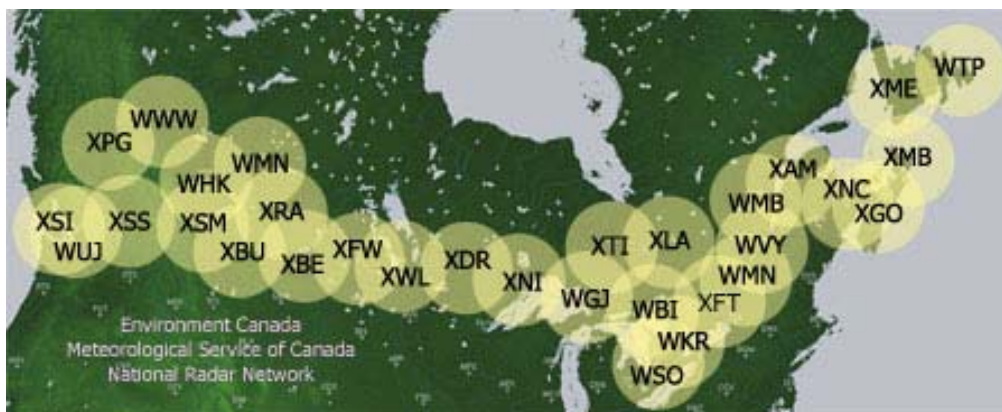 WTP
XME
WWW
XPG
XMB
WMN
XAM
WHK
XNC
WMB
XRA
XGO
XSI
XSS
XSM
WUJ
XBU
XFW
XTI
XLA
WVY
XBE
XDR
XWL
WMN
XNI
WGJ
WBI
XFT
WKR
WSO
Environment Canada
Meteorological Service of Canada
National Radar Network